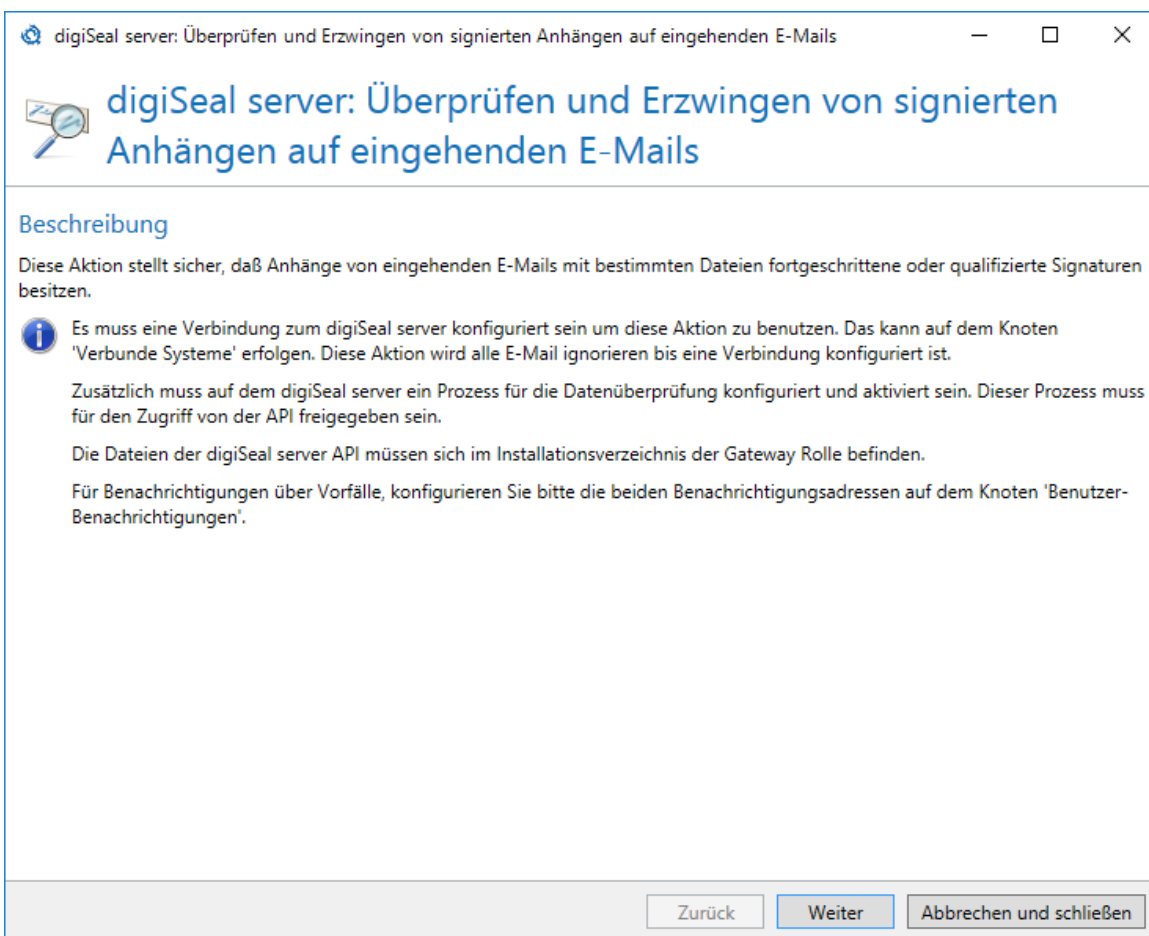 digiSeal server: Überprüfen und Erzwingen von signierten Anhängen auf eingehenden E-Mails
digiSeal server: Überprüfen und Erzwingen von signierten
Anhängen auf eingehenden E-Mails
Beschreibung
Diese Aktion stellt sicher, daß Anhänge von eingehenden E-Mails mit bestimmten Dateien fortgeschrittene oder qualifizierte Signaturen
besitzen.
Es muss eine Verbindung zum digiSeal server konfiguriert sein um diese Aktion zu benutzen. Das kann auf dem Knoten
'Verbunde Systeme' erfolgen. Diese Aktion wird alle E-Mail ignorieren bis eine Verbindung konfiguriert ist.
Zusätzlich muss auf dem digiSeal server ein Prozess für die Datenüberprüfung konfiguriert und aktiviert sein. Dieser Prozess muss
für den Zugriff von der API freigegeben sein.
Die Dateien der digiSeal server API müssen sich im Installationsverzeichnis der Gateway Rolle befinden.
Für Benachrichtigungen über Vorfälle, konfigurieren Sie bitte die beiden Benachrichtigungsadressen auf dem Knoten 'Benutzer-
Benachrichtigungen'.
Zurück
Weiter
Abbrechen und schließen